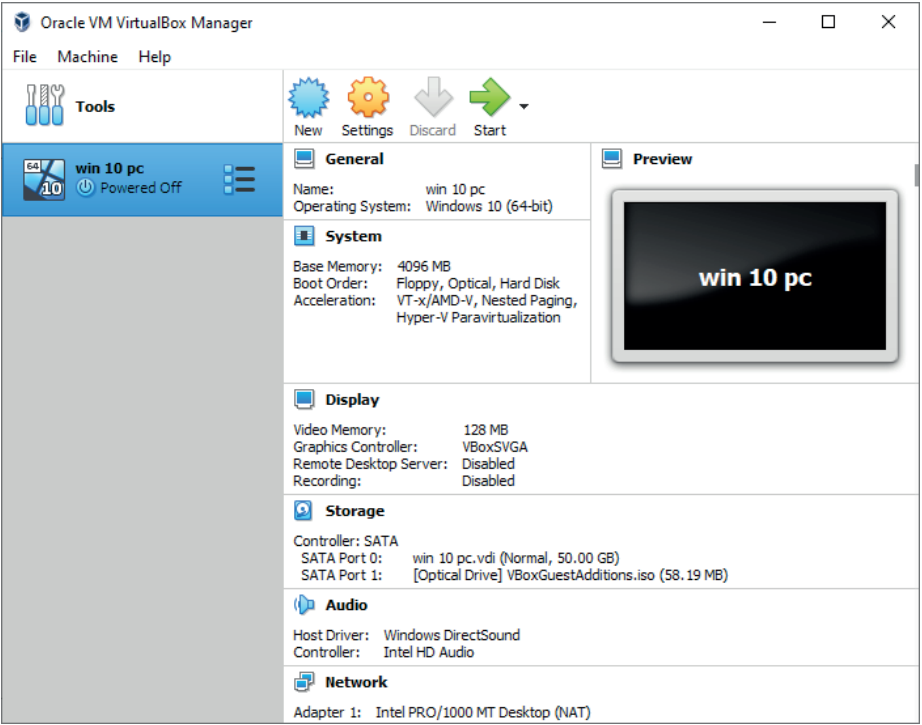 Oracle VM VirtualBox Manager
File Machine Help
Tools
New Settings Discard Start
64
10
win 10 pc
Powered Off
General
Name: win 10 pc
Operating System: Windows 10 (64-bit)
Preview
win 10 pc
System
Base Memory: 4096 MB
Boot Order: Floppy, Optical, Hard Disk
Acceleration: VT-x/AMD-V, Nested Paging,
Hyper-V Paravirtualization
Display
Video Memory: 128 MB
Graphics Controller: VBoxSVGA
Remote Desktop Server: Disabled
Recording: Disabled
Storage
Controller: SATA
SATA Port 0: win 10 pc.vdi (Normal, 50.00 GB)
SATA Port 1: [Optical Drive] VBoxGuestAdditions.iso (58.19 MB)
Audio
Host Driver: Windows DirectSound
Controller: Intel HD Audio
Network
Adapter 1: Intel PRO/1000 MT Desktop (NAT)